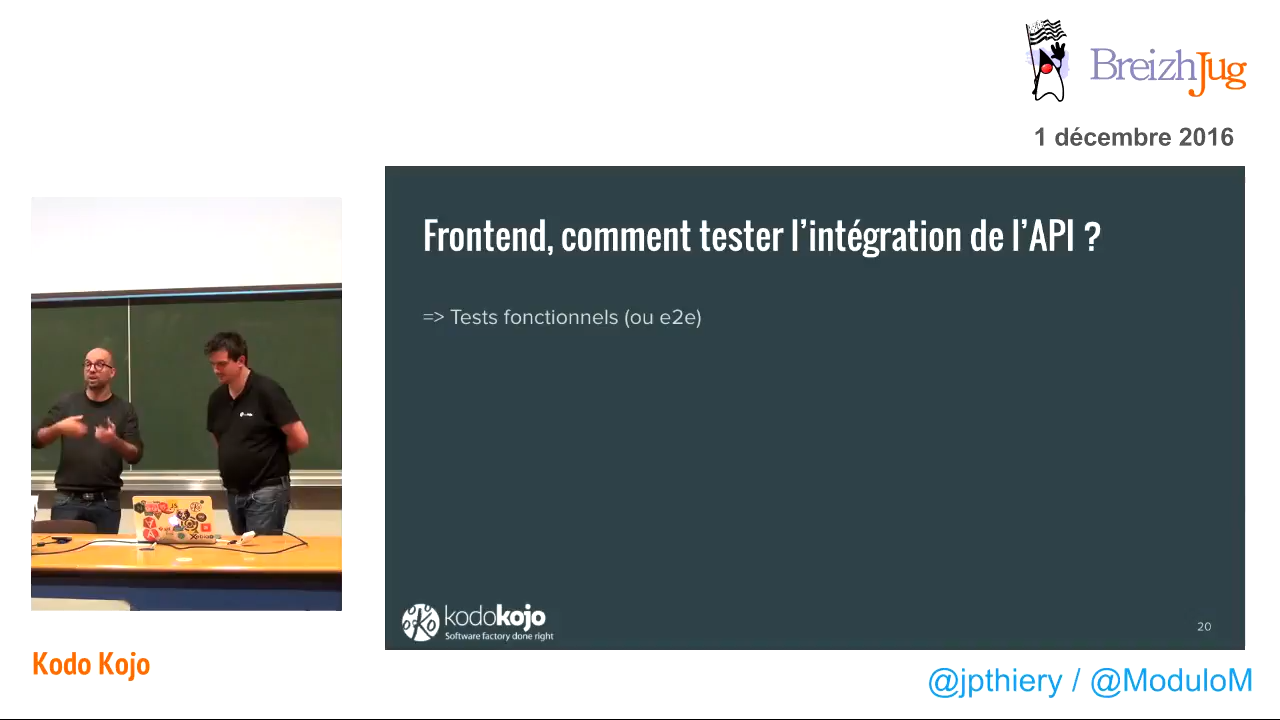 BreizhJug
1 décembre 2016
Frontend, comment tester l’intégration de l’API ?
=> Tests fonctionnels (ou e2e)
kodokojo
Software factory done right
20
Kodo Kojo
@jpthiery / @ModuloM